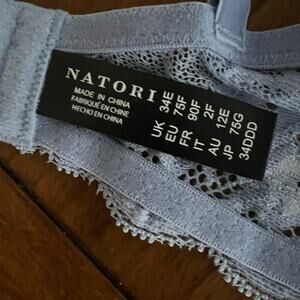 NATORI
MADE IN CHINA
FABRIQUÉ EN CHINE
HECHO EN CHINA
UK 34E
EU 75F
FR 90F
IT 2F
AU 12E
JP 75G
34DDD